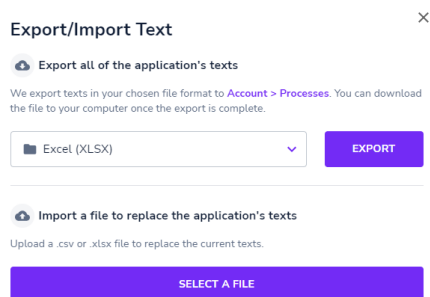 Export/Import Text
Export all of the application's texts
We export texts in your chosen file format to Account > Processes. You can download
the file to your computer once the export is complete.
Excel (XLSX)
EXPORT
Import a file to replace the application's texts
Upload a .csv or .xlsx file to replace the current texts.
SELECT A FILE